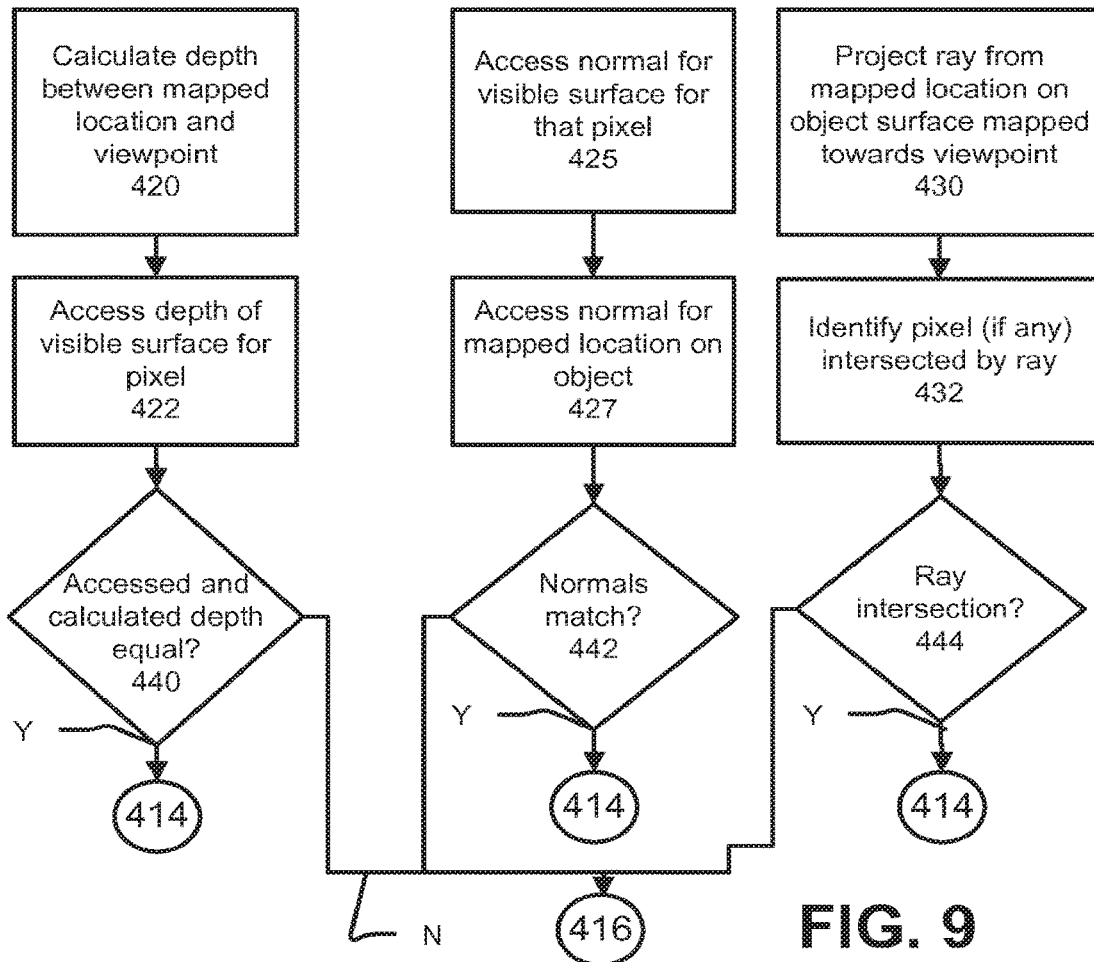 Calculate depth
between mapped
location and
viewpoint
420
Access depth of
visible surface for
pixel
422
Accessed and
calculated depth
equal?
440
Y
414
Access normal for
visible surface for
that pixel
425
Access normal for
mapped location on
object
427
Normals
match?
442
Y
414
Project ray from
mapped location on
object surface mapped
towards viewpoint
430
Identify pixel (if any)
intersected by ray
432
Ray
intersection?
444
Y
414
N
416
FIG. 9